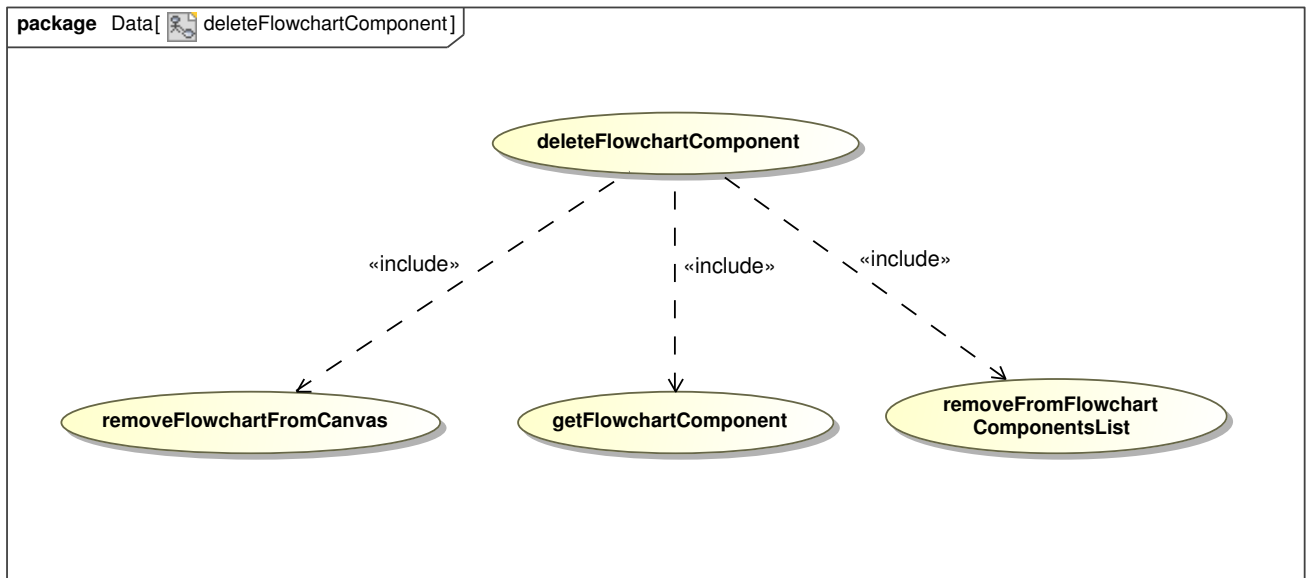 package Data[ deleteFlowchartComponent]
deleteFlowchartComponent
«include»
«include»
«include»
removeFlowchartFromCanvas
getFlowchartComponent
removeFromFlowchart
ComponentsList